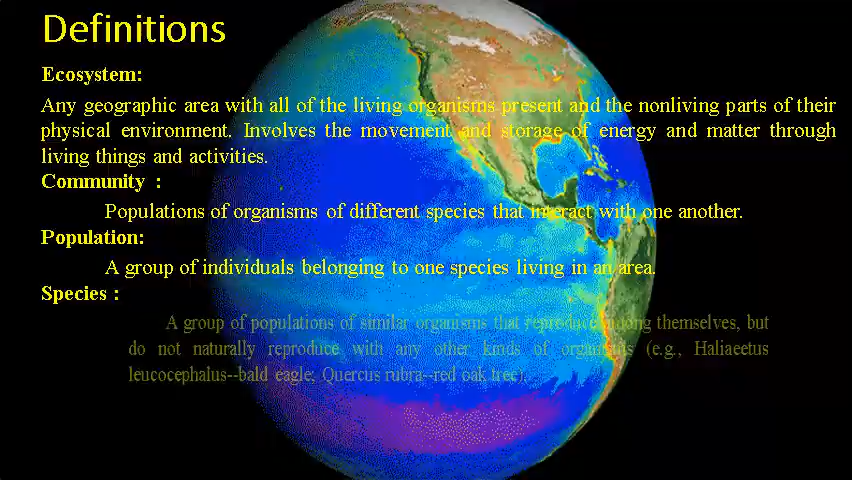 Definitions
Ecosystem:
Any geographic area with all of the living organisms present and the nonliving parts of their
physical environment. Involves the movement and storage of energy and matter through
living things and activities.
Community :
Populations of organisms of different species that interact with one another.
Population:
A group of individuals belonging to one species living in an area.
Species :
A group of populations of similar organisms that reproduce among themselves, but
do not naturally reproduce with any other kinds of organisms (e.g., Haliaeetus
leucocephalus--bald eagle; Quercus rubra--red oak tree).